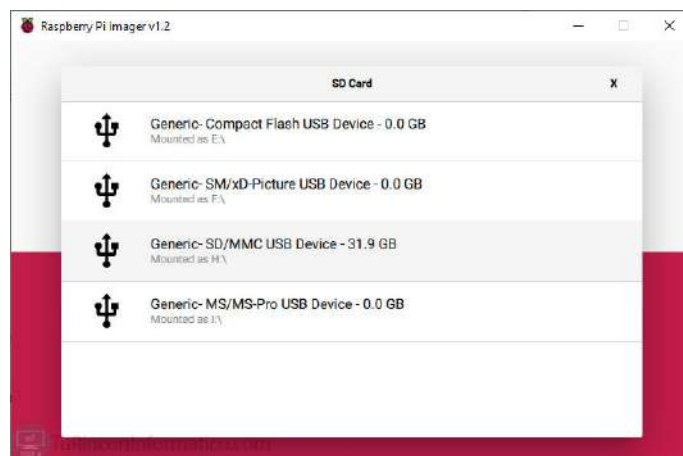 Raspberry Pi Imager v1.2
SD Card
X
Generic- Compact Flash USB Device - 0.0 GB
Mounted as E:\
Generic- SM/xD-Picture USB Device - 0.0 GB
Mounted as F:\
Generic- SD/MMC USB Device - 31.9 GB
Mounted as H:\
Generic- MS/MS-Pro USB Device - 0.0 GB
Mounted as I:\